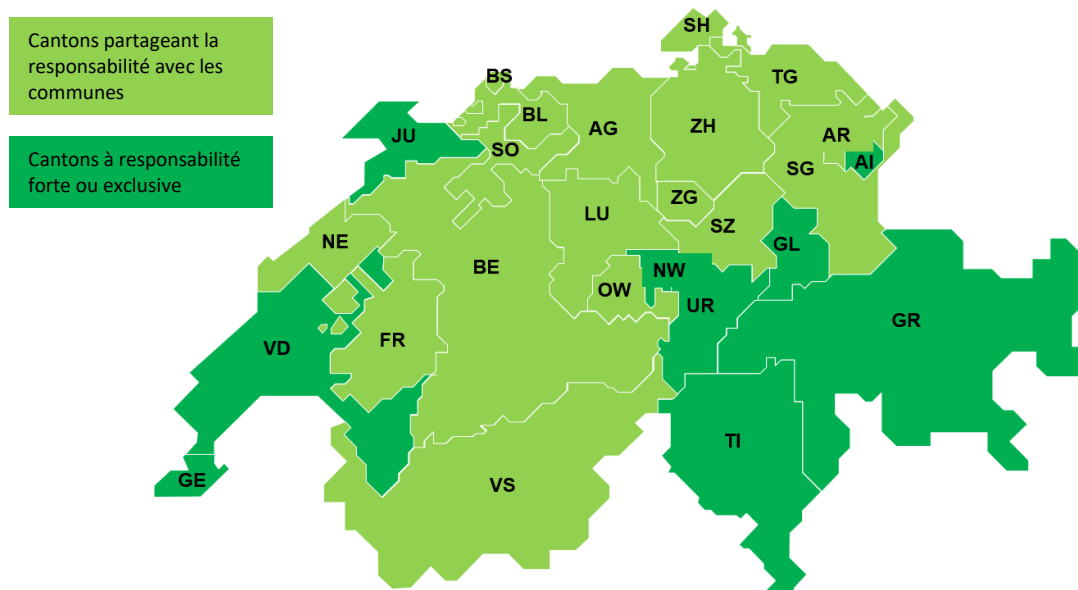 Cantons partageant la
responsabilité avec les
communes
Cantons à responsabilité
forte ou exclusive
SH
BS
TG
BL
JU
AG
ZH
AR
SO
AI
SG
ZG
LU
SZ
NE
GL
BE
NW
OW
UR
GR
FR
VD
TI
GE
VS